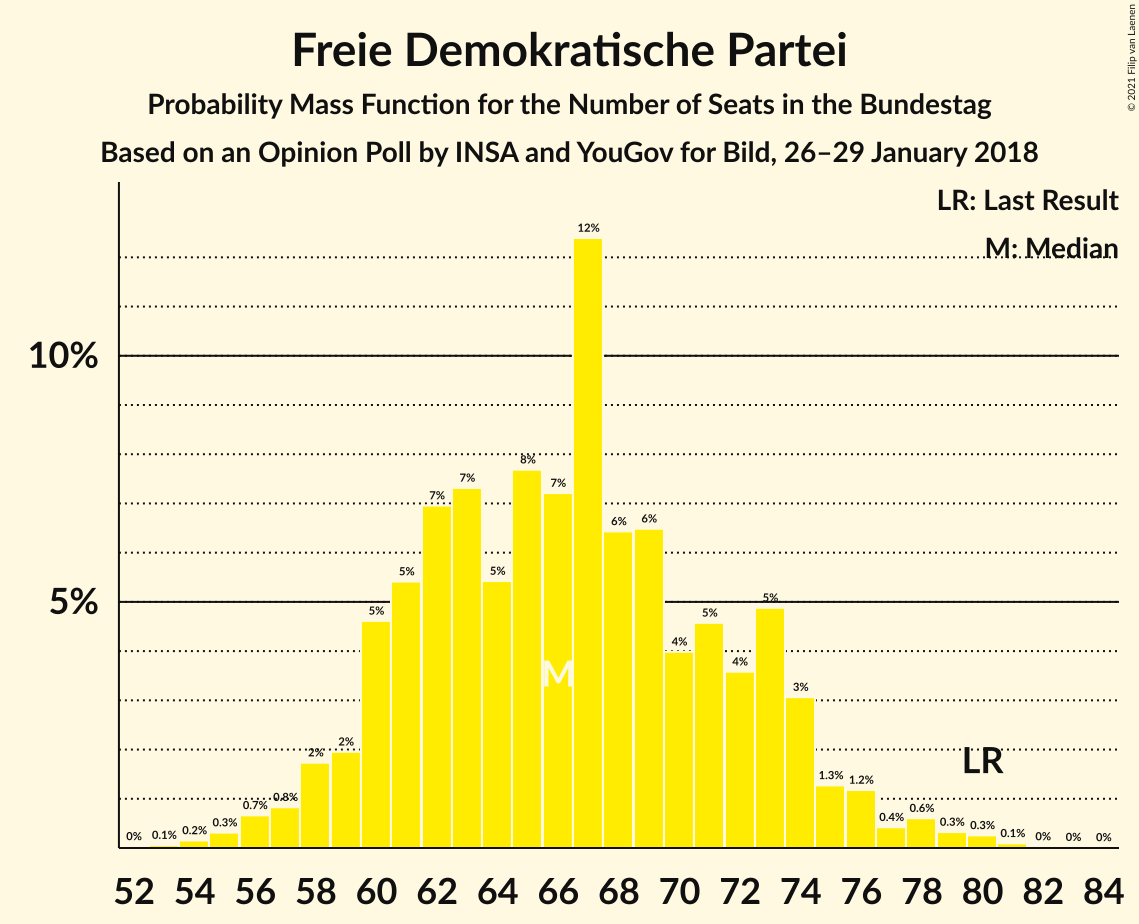 Freie Demokratische Partei
Probability Mass Function for the Number of Seats in the Bundestag
Based on an Opinion Poll by INSA and YouGov for Bild, 26–29 January 2018
© 2021 Filip van Laenen
LR: Last Result
M: Median
10%
5%
0% 0.1% 0.2% 0.3% 0.7% 0.8% 2% 2% 5% 5% 7% 7% 5% 8% 7% 12% 6% 6% 4% 5% 4% 5% 3% 1.3% 1.2% 0.4% 0.6% 0.3% 0.3% 0.1% 0% 0% 0%
M
LR
52 54 56 58 60 62 64 66 68 70 72 74 76 78 80 82 84